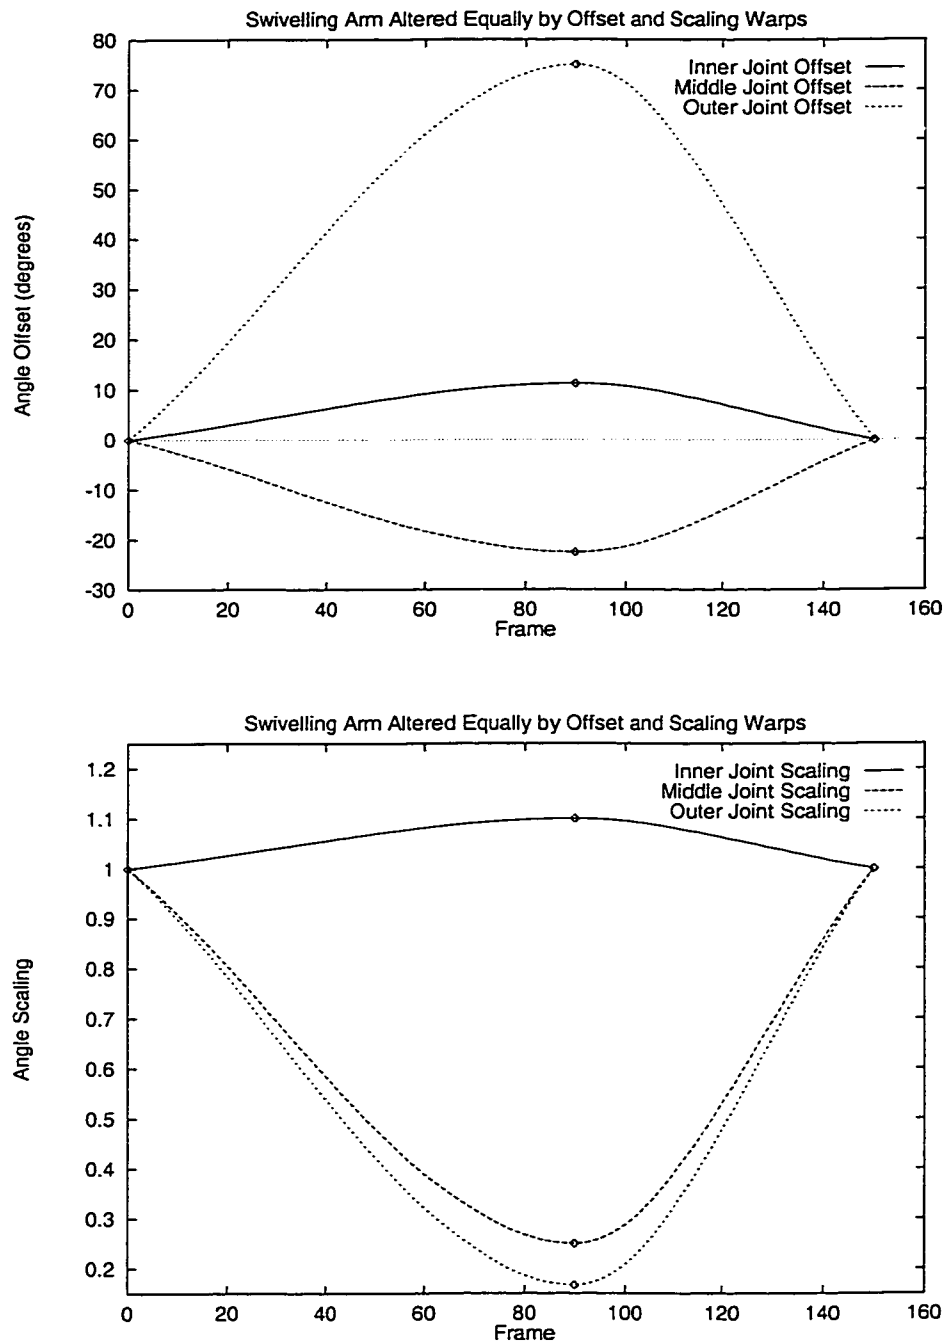 Swivelling Arm Altered Equally by Offset and Scaling Warps
80
70
60
50
40
30
20
10
0
-10
-20
-30
Angle Offset (degrees)
Inner Joint Offset
Middle Joint Offset
Outer Joint Offset
0 20 40 60 80 100 120 140 160
Frame
Swivelling Arm Altered Equally by Offset and Scaling Warps
1.2
1.1
1
0.9
0.8
0.7
0.6
0.5
0.4
0.3
0.2
Angle Scaling
Inner Joint Scaling
Middle Joint Scaling
Outer Joint Scaling
0 20 40 60 80 100 120 140 160
Frame